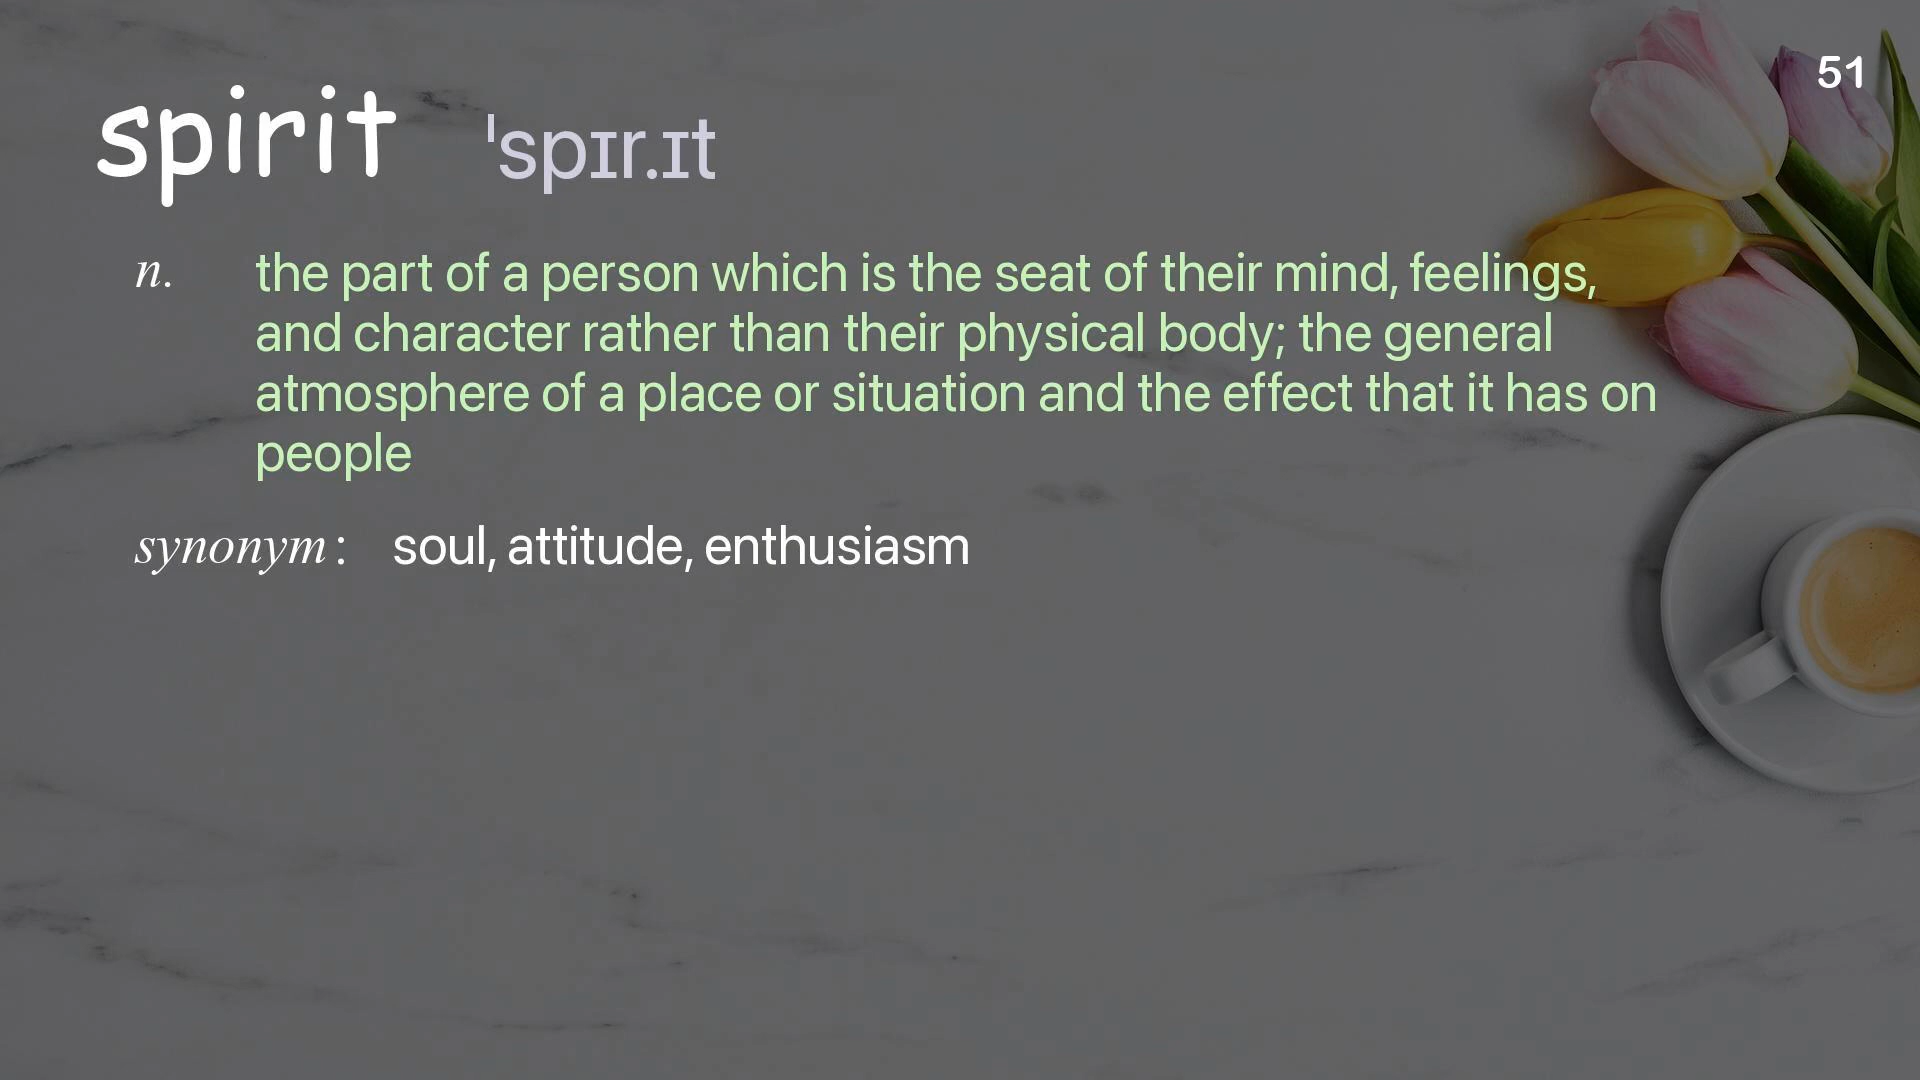 51
spirit ˈspɪr.ɪt
n. the part of a person which is the seat of their mind, feelings,
and character rather than their physical body; the general
atmosphere of a place or situation and the effect that it has on
people
synonym: soul, attitude, enthusiasm